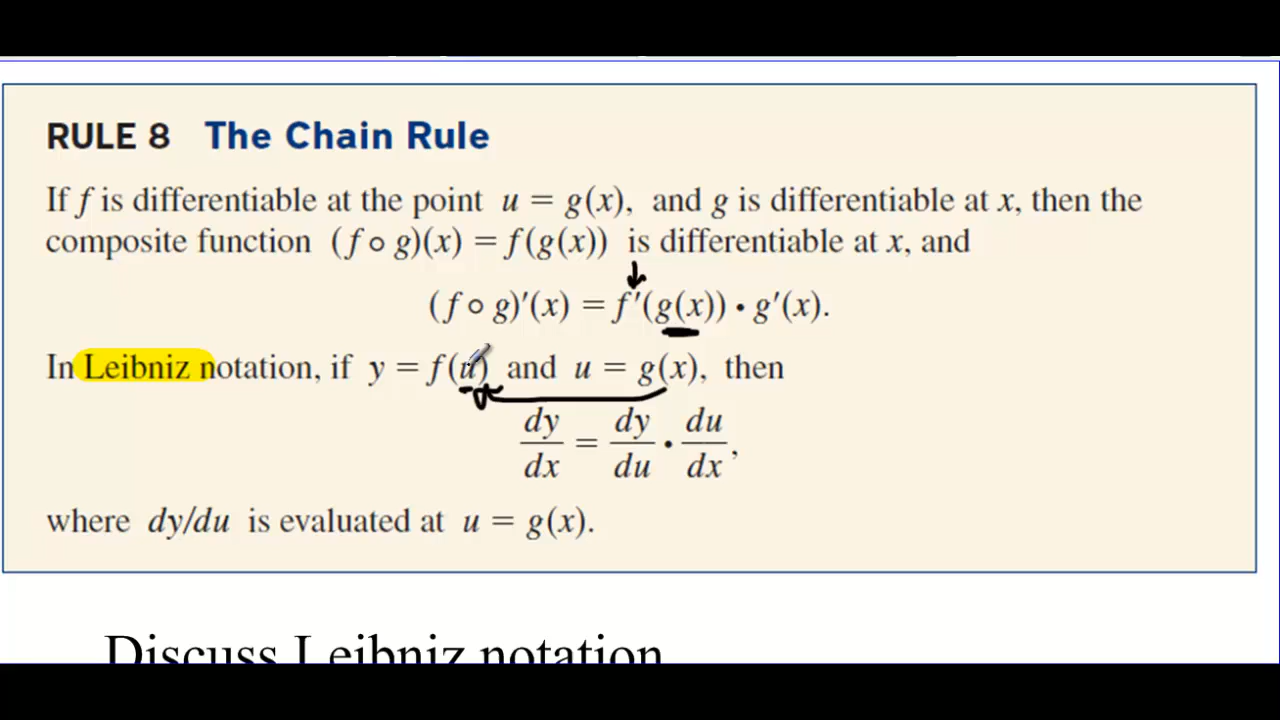 RULE 8 The Chain Rule
If f is differentiable at the point u = g(x), and g is differentiable at x, then the
composite function (f ∘ g)(x) = f(g(x)) is differentiable at x, and
(f ∘ g)′(x) = f′(g(x)) • g′(x).
In Leibniz notation, if y = f(u) and u = g(x), then
dy/dx = dy/du • du/dx,
where dy/du is evaluated at u = g(x).
Discuss Leibniz notation